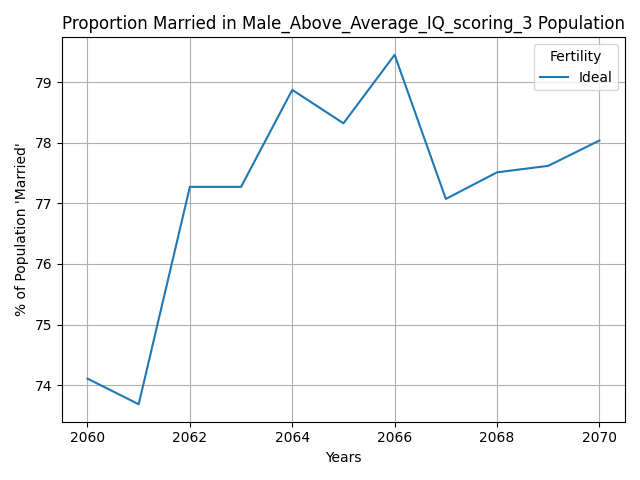 Proportion Married in Male_Above_Average_IQ_scoring_3 Population
Fertility
Ideal
% of Population 'Married'
79
78
77
76
75
74
2060
2062
2064
2066
2068
2070
Years